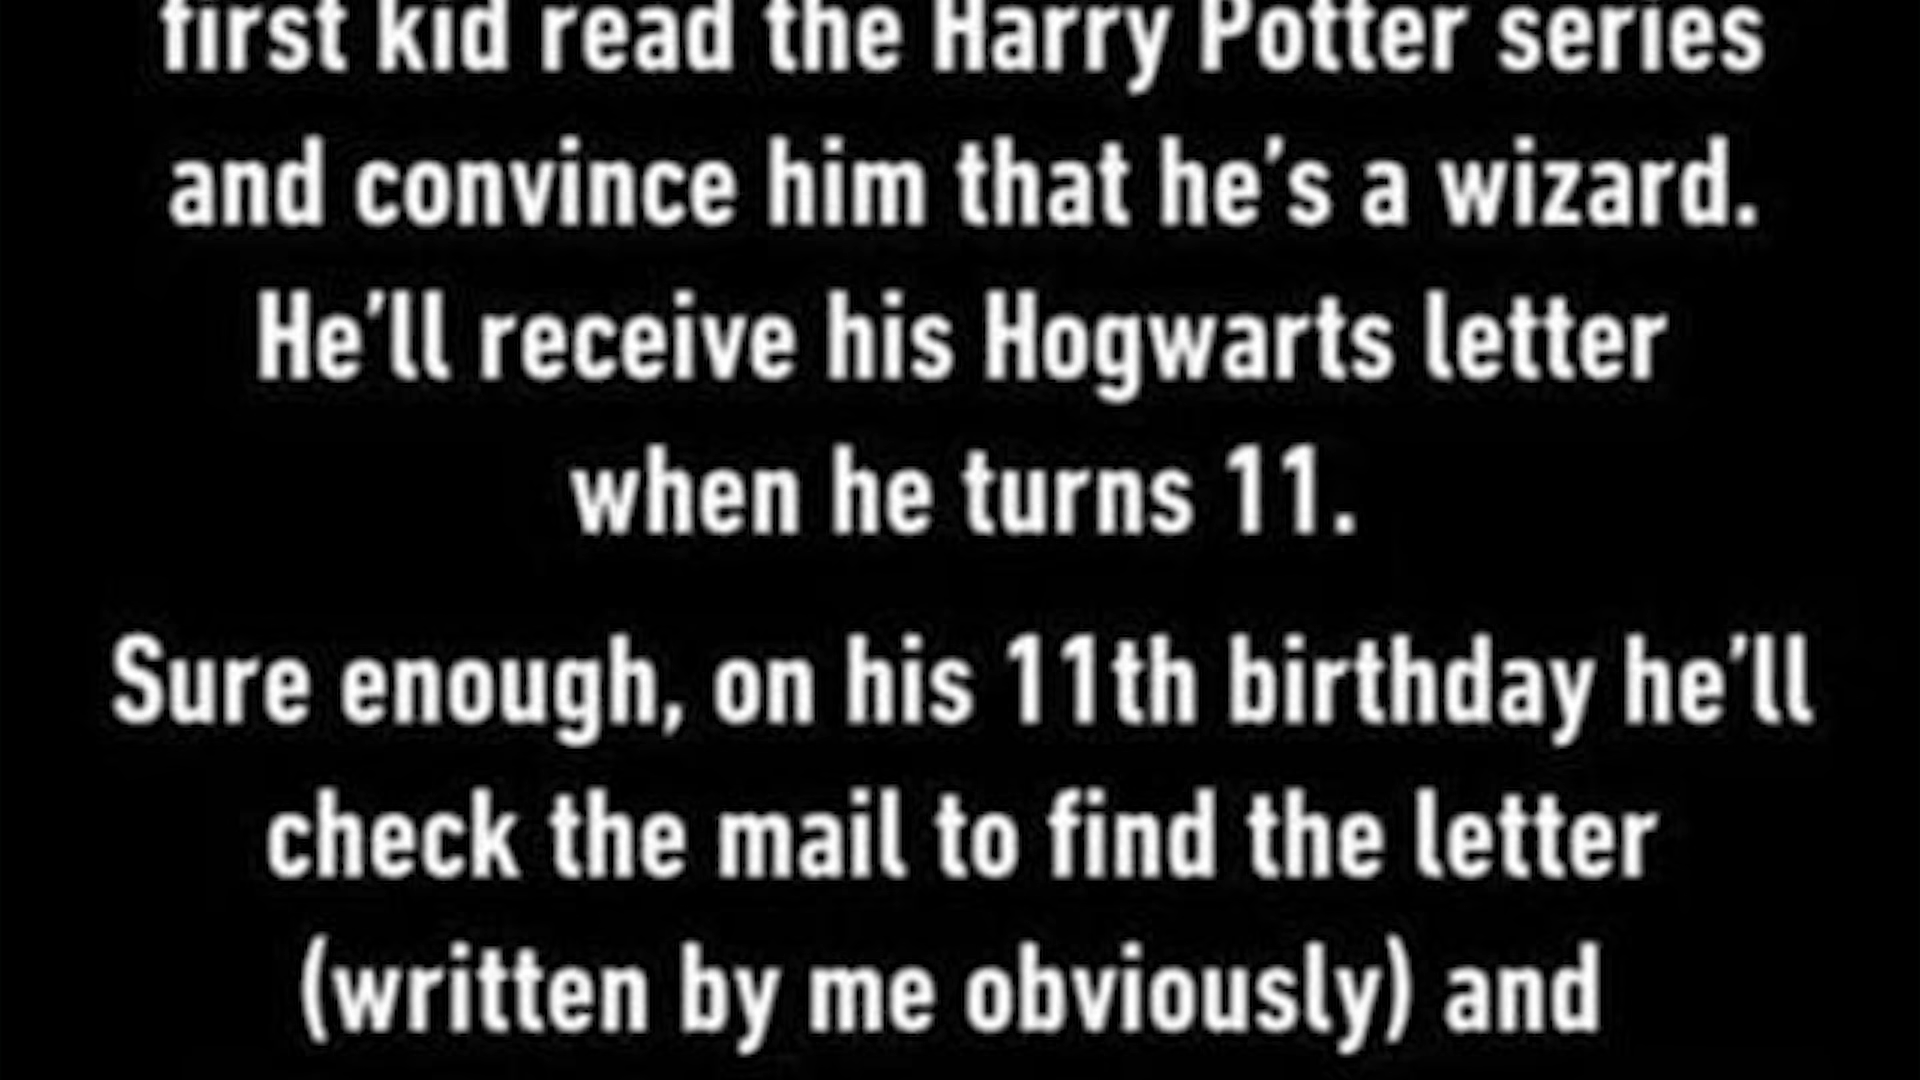 first kid read the Harry Potter series
and convince him that he’s a wizard.
He’ll receive his Hogwarts letter
when he turns 11.
Sure enough, on his 11th birthday he’ll
check the mail to find the letter
(written by me obviously) and